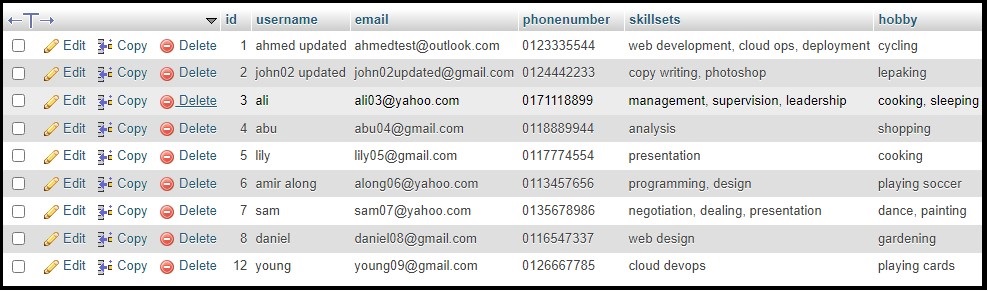 id username email phonenumber skillsets hobby
Edit Copy Delete 1 ahmed updated ahmedtest@outlook.com 0123335544 web development, cloud ops, deployment cycling
Edit Copy Delete 2 john02 updated john02updated@gmail.com 0124442233 copy writing, photoshop lepaking
Edit Copy Delete 3 ali ali03@yahoo.com 0171118899 management, supervision, leadership cooking, sleeping
Edit Copy Delete 4 abu abu04@gmail.com 0118889944 analysis shopping
Edit Copy Delete 5 lily lily05@gmail.com 0117774554 presentation cooking
Edit Copy Delete 6 amir along along06@yahoo.com 0113457656 programming, design playing soccer
Edit Copy Delete 7 sam sam07@yahoo.com 0135678986 negotiation, dealing, presentation dance, painting
Edit Copy Delete 8 daniel daniel08@gmail.com 0116547337 web design gardening
Edit Copy Delete 12 young young09@gmail.com 0126667785 cloud devops playing cards